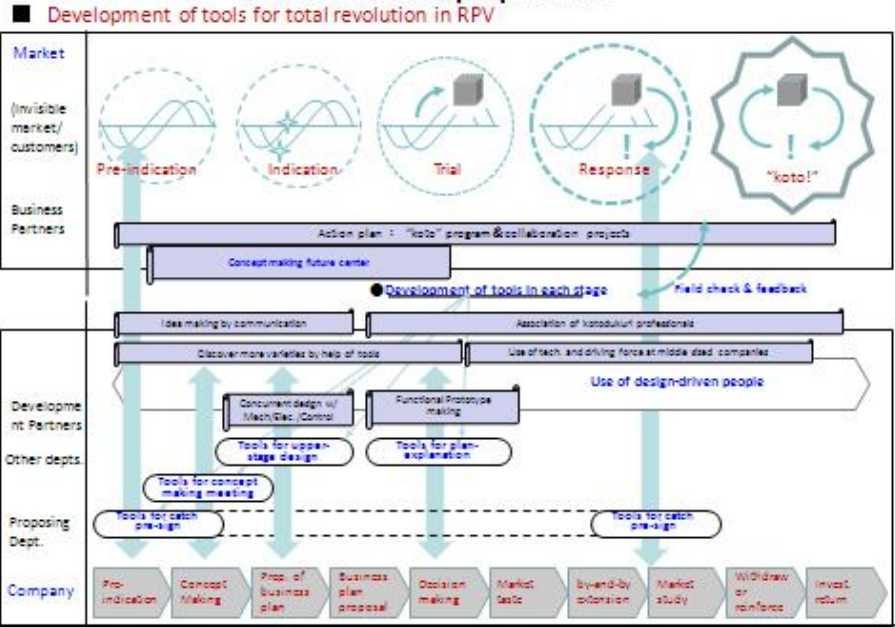 ■ Development of tools for total revolution in RPV
Market
(Invisible
market/
customers)
Pre-indication
Indication
Trial
Response
"koto!"
!
!
Business
Partners
Action plan : "koto" program & collaboration projects
Concept making future center
●Development of tools in each stage
Field check & feedback
Idea making by communication
Association of kotodukuri professionals
Discover more varieties by help of tools
Use of tech. and driving force at middle sized companies
Use of design-driven people
Developme
nt Partners
Concurrent design w/
Mech/Elec./Control
Functional Prototype
making
Other depts.
Tools for upper-
stage design
Tools for plan-
explanation
Tools for concept
making meeting
Proposing
Dept.
Tools for catch
pre-sign
Tools for catch
pre-sign
Company
Pre-
indication
Concept
Making
Prep. of
business
plan
Business
plan
proposal
Decision
making
Market
taste
by-and-by
extension
Market
study
Withdraw
or
reinforce
Invest.
return